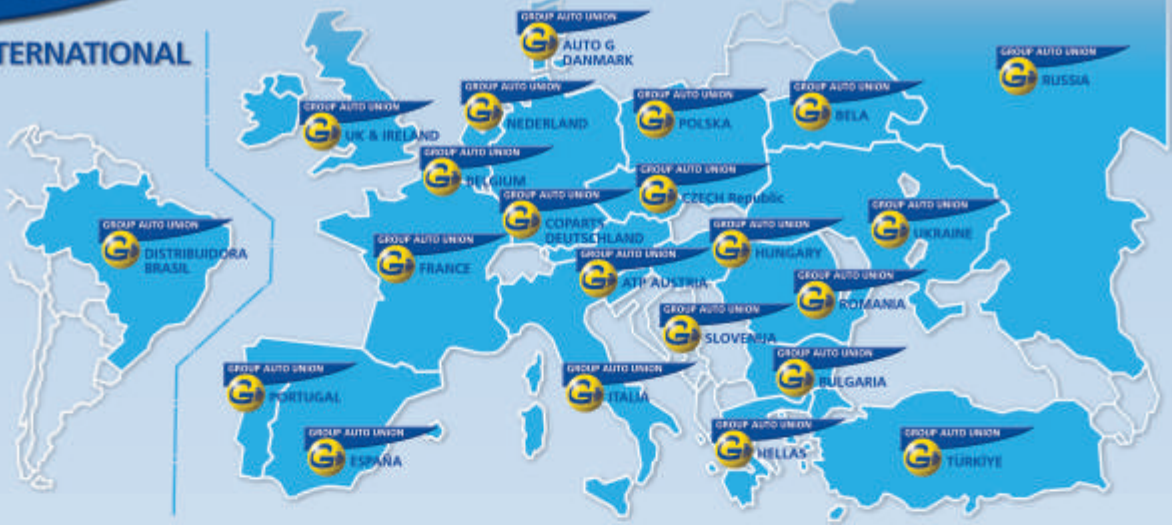 TERNATIONAL
GROUP AUTO UNION
AUTO G
DANMARK
GROUP AUTO UNION
RUSSIA
GROUP AUTO UNION
UK & IRELAND
GROUP AUTO UNION
NEDERLAND
GROUP AUTO UNION
POLSKA
GROUP AUTO UNION
BELA
GROUP AUTO UNION
BELGIUM
GROUP AUTO UNION
CZECH Republic
GROUP AUTO UNION
COPARTS
DEUTSCHLAND
GROUP AUTO UNION
UKRAINE
GROUP AUTO UNION
DISTRIBUIDORA
BRASIL
GROUP AUTO UNION
FRANCE
GROUP AUTO UNION
HUNGARY
GROUP AUTO UNION
ATP AUSTRIA
GROUP AUTO UNION
ROMANIA
GROUP AUTO UNION
SLOVENIJA
GROUP AUTO UNION
PORTUGAL
GROUP AUTO UNION
ITALIA
GROUP AUTO UNION
BULGARIA
GROUP AUTO UNION
ESPAÑA
GROUP AUTO UNION
HELLAS
GROUP AUTO UNION
TÜRKİYE